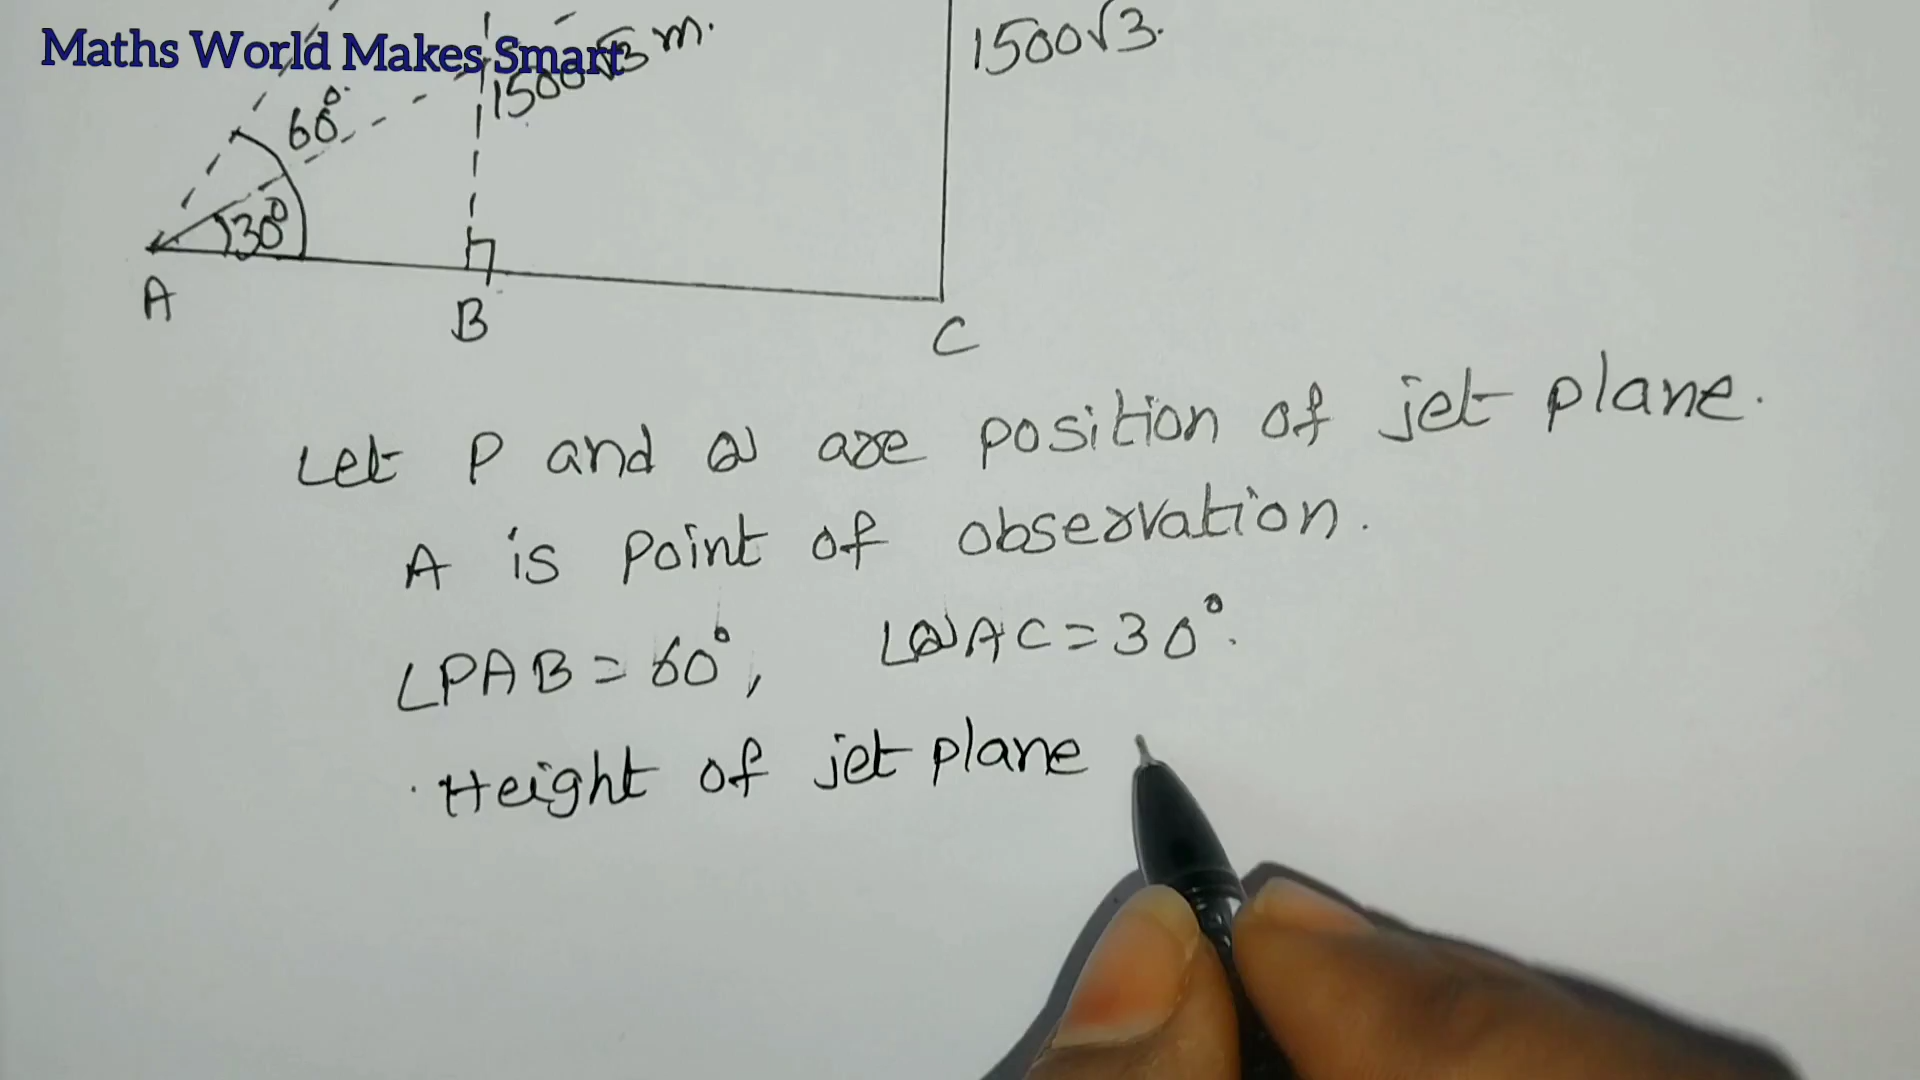 Maths World Makes Smart
1500√3 m.
1500√3.
60°
30°
A
B
C
Let P and Q are position of jet plane.
A is point of observation.
∠PAB = 60°, ∠QAC = 30°.
Height of jet plane